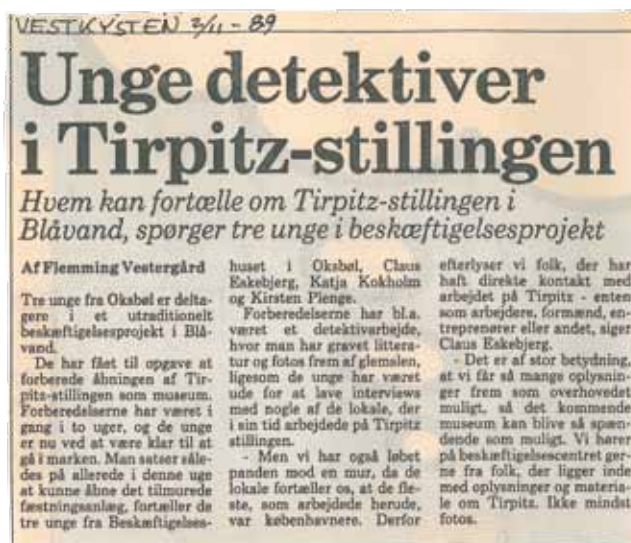 VESTKYSTEN 3/11 - 89
Unge detektiver
i Tirpitz-stillingen
Hvem kan fortælle om Tirpitz-stillingen i
Blåvand, spørger tre unge i beskæftigelsesprojekt
Af Flemming Vestergård
Tre unge fra Oksbøl er delta-
gere i et utraditionelt
beskæftigelsesprojekt i Blå-
vand.
De har fået til opgave at
forberede åbningen af Tir-
pitz-stillingen som museum.
Forberedelserne har været i
gang i to uger, og de unge
er nu ved at være klar til at
gå i marken. Man satser såle-
des på allerede i denne uge
at kunne åbne det tilmurede
fæstningsanlæg, fortæller de
tre unge fra Beskæftigelses-
huset i Oksbøl, Claus
Eskebjerg, Katja Kokholm
og Kirsten Plenge.
Forberedelserne har bl.a.
været et detektivarbejde,
hvor man har gravet littera-
tur og fotos frem af glemslen,
ligesom de unge har været
ude for at lave interviews
med nogle af de lokale, der
i sin tid arbejdede på Tirpitz
stillingen.
- Men vi har også løbet
panden mod en mur, da de
lokale fortæller os, at de fle-
ste, som arbejdede herude,
var københavnere. Derfor
efterlyser vi folk, der har
haft direkte kontakt med
arbejdet på Tirpitz - enten
som arbejdere, formænd, en-
treprenører eller andet, siger
Claus Eskebjerg.
- Det er af stor betydning,
at vi får så mange oplysnin-
ger frem som overhovedet
muligt, så det kommende
museum kan blive så spæn-
dende som muligt. Vi hører
på beskæftigelsescentret ger-
ne fra folk, der ligger inde
med oplysninger og materia-
le om Tirpitz. Ikke mindst
fotos.